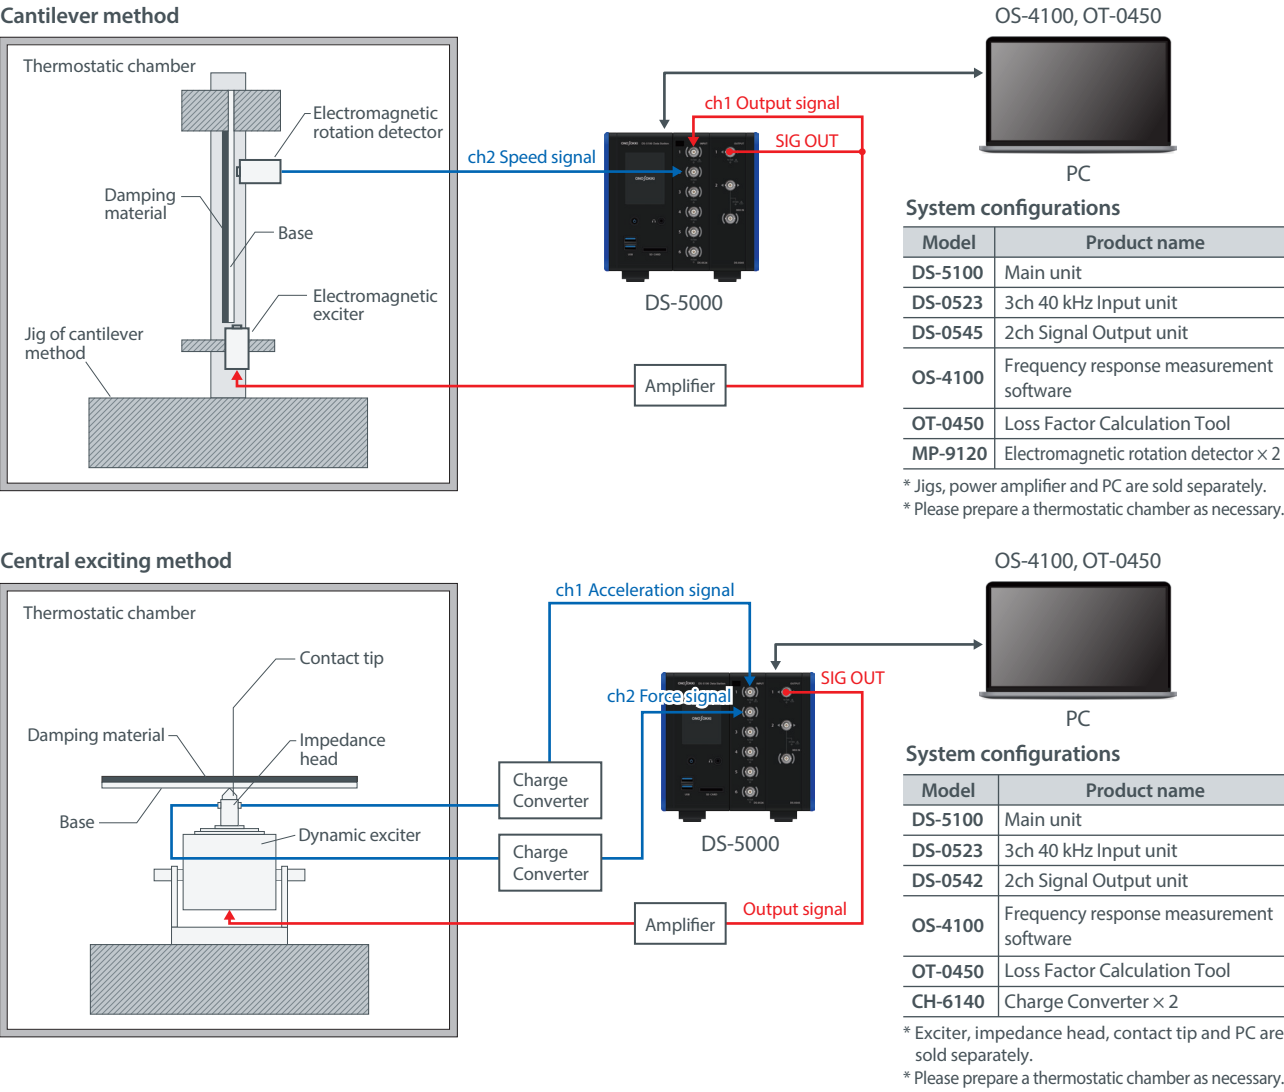 Cantilever method
Thermostatic chamber
Electromagnetic
rotation detector
Damping
material
Base
Electromagnetic
exciter
Jig of cantilever
method
ch2 Speed signal
ch1 Output signal
SIG OUT
DS-5000
Amplifier
OS-4100, OT-0450
PC
System configurations
Model Product name
DS-5100 Main unit
DS-0523 3ch 40 kHz Input unit
DS-0545 2ch Signal Output unit
OS-4100 Frequency response measurement
software
OT-0450 Loss Factor Calculation Tool
MP-9120 Electromagnetic rotation detector × 2
* Jigs, power amplifier and PC are sold separately.
* Please prepare a thermostatic chamber as necessary.
Central exciting method
Thermostatic chamber
Contact tip
Damping material
Impedance
head
Base
Dynamic exciter
ch1 Acceleration signal
ch2 Force signal
SIG OUT
Charge
Converter
Charge
Converter
DS-5000
Amplifier
Output signal
OS-4100, OT-0450
PC
System configurations
Model Product name
DS-5100 Main unit
DS-0523 3ch 40 kHz Input unit
DS-0542 2ch Signal Output unit
OS-4100 Frequency response measurement
software
OT-0450 Loss Factor Calculation Tool
CH-6140 Charge Converter × 2
* Exciter, impedance head, contact tip and PC are
sold separately.
* Please prepare a thermostatic chamber as necessary.